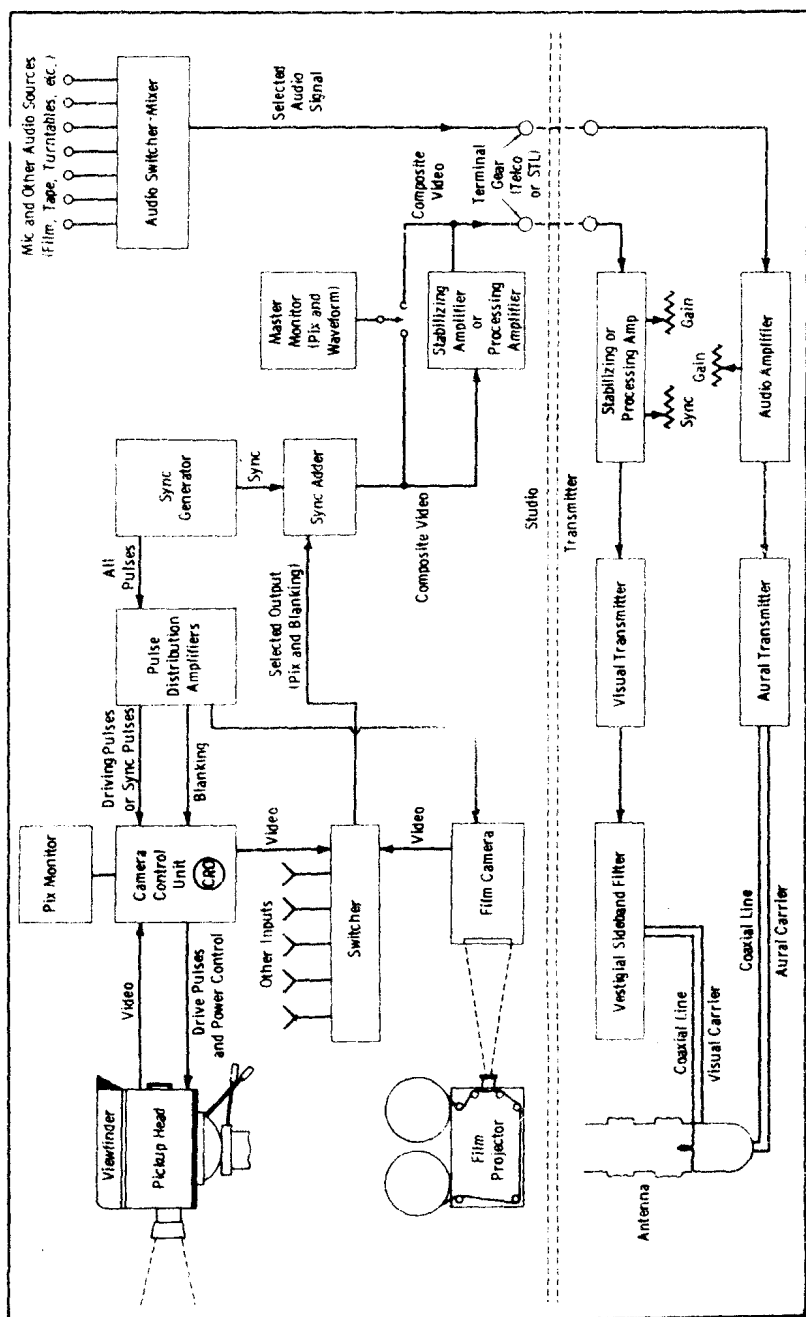 Viewfinder
Pickup Head
Video
Drive Pulses
and Power Control
Pix Monitor
Camera
Control
Unit
CRO
Driving Pulses
or Sync Pulses
Blanking
Pulse
Distribution
Amplifiers
All
Pulses
Sync
Generator
Sync
Mic and Other Audio Sources
(Film, Tape, Turntables, etc.)
Audio Switcher-Mixer
Video
Other Inputs
Switcher
Selected Output
(Pix and Blanking)
Sync Adder
Master
Monitor
(Pix and
Waveform)
Selected
Audio
Signal
Film
Projector
Film Camera
Video
Composite Video
Stabilizing
Amplifier
or
Processing
Amplifier
Composite
Video
Terminal
Gear
(Telco
or STL)
Studio
Transmitter
Antenna
Coaxial Line
Visual Carrier
Vestigial Sideband Filter
Visual Transmitter
Stabilizing or
Processing Amp
Sync
Gain
Gain
Coaxial Line
Aural Carrier
Aural Transmitter
Audio Amplifier